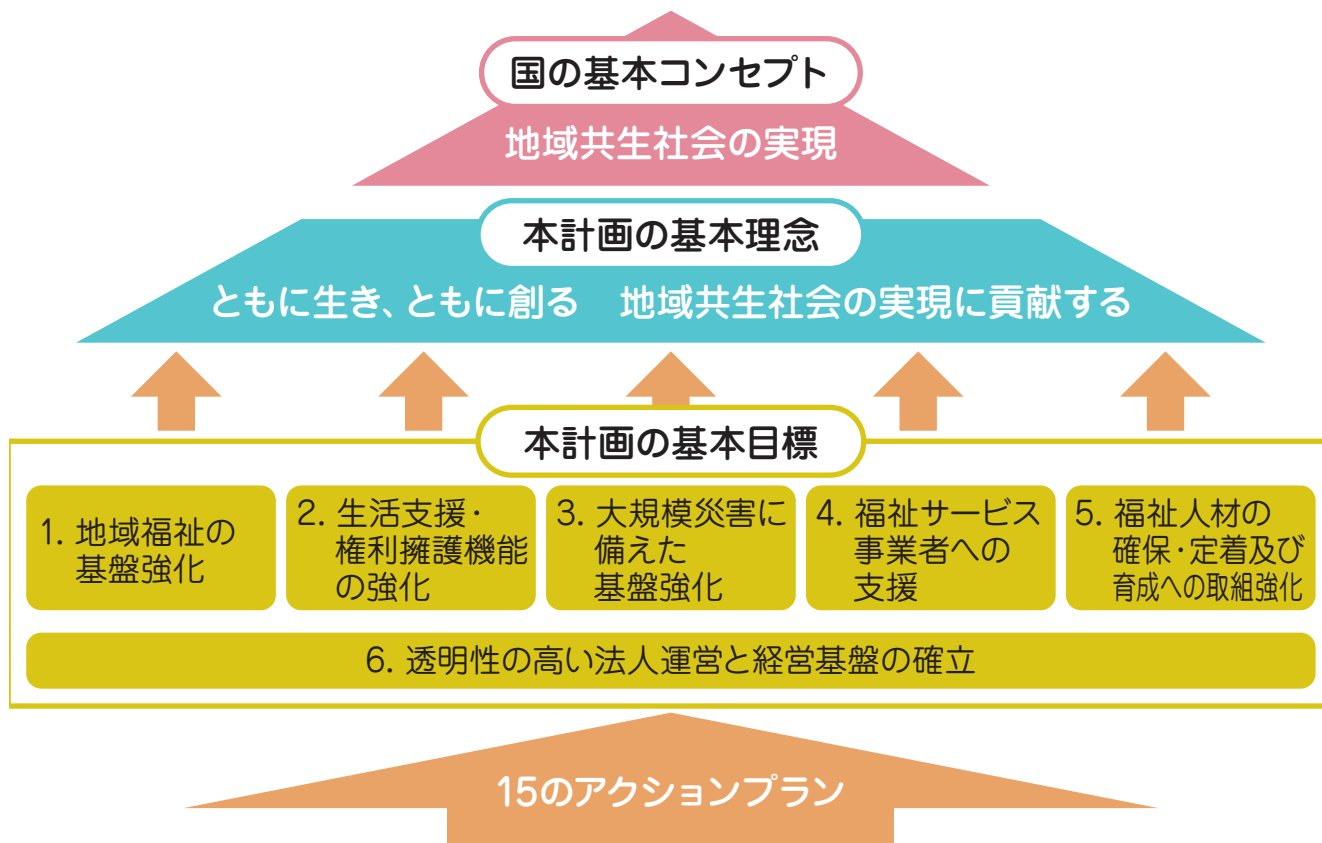 国の基本コンセプト
地域共生社会の実現
本計画の基本理念
ともに生き、ともに創る　地域共生社会の実現に貢献する
本計画の基本目標
1. 地域福祉の
基盤強化
2. 生活支援・
権利擁護機能
の強化
3. 大規模災害に
備えた
基盤強化
4. 福祉サービス
事業者への
支援
5. 福祉人材の
確保・定着及び
育成への取組強化
6. 透明性の高い法人運営と経営基盤の確立
15のアクションプラン